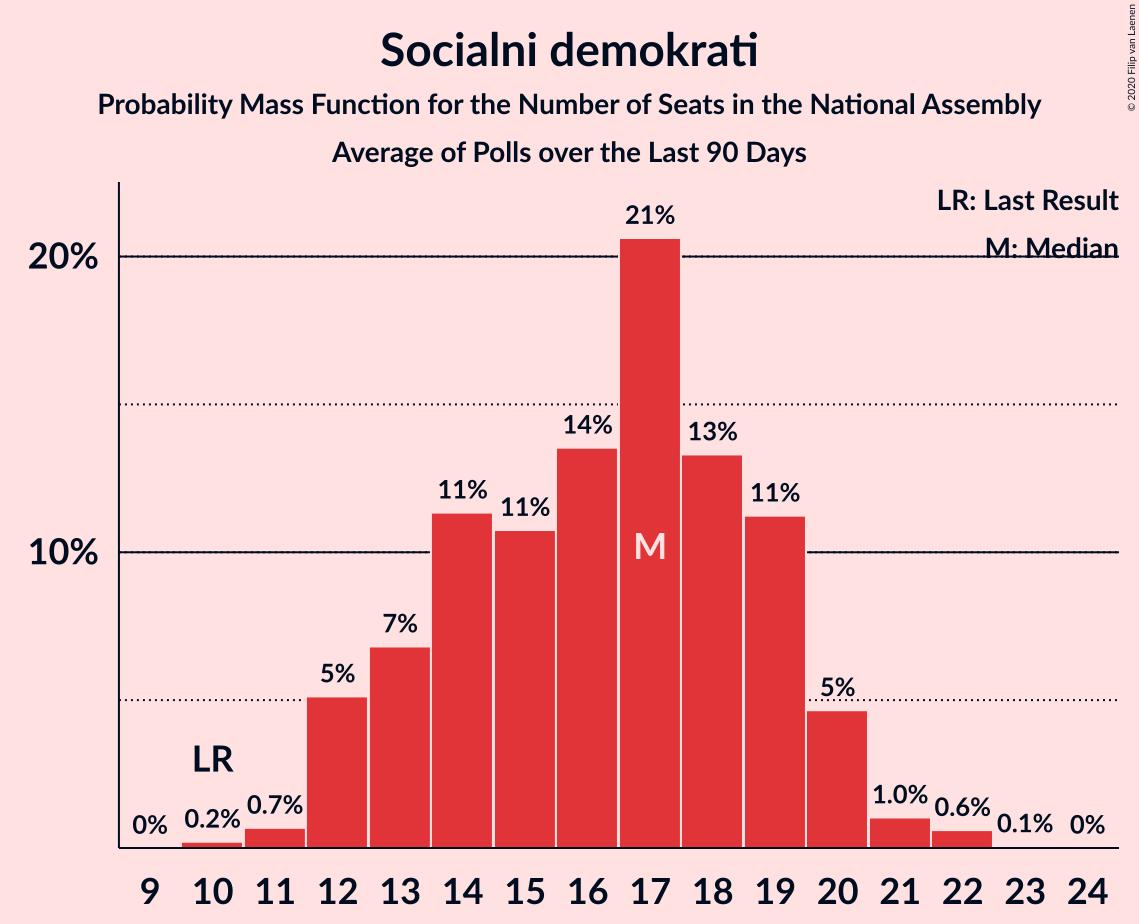 Socialni demokrati
Probability Mass Function for the Number of Seats in the National Assembly
Average of Polls over the Last 90 Days
© 2020 Filip van Laenen
LR: Last Result
M: Median
20%
10%
0%
0.2%
0.7%
5%
7%
11%
11%
14%
21%
13%
11%
5%
1.0%
0.6%
0.1%
0%
LR
M
9 10 11 12 13 14 15 16 17 18 19 20 21 22 23 24